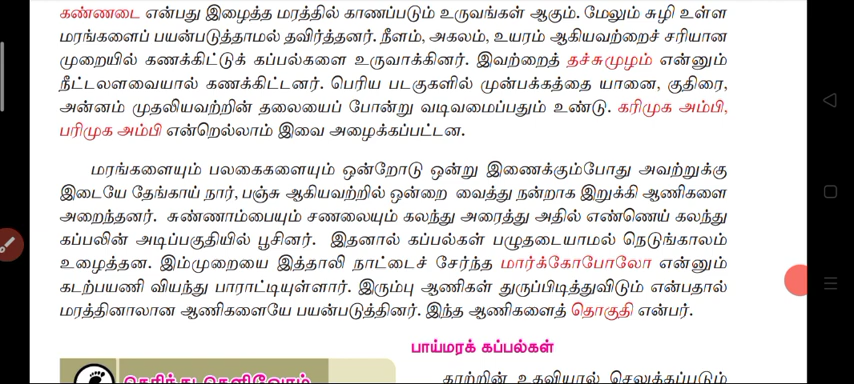 கண்ணடை என்பது இழைத்த மரத்தில் காணப்படும் உருவங்கள் ஆகும். மேலும் சுழி உள்ள
மரங்களைப் பயன்படுத்தாமல் தவிர்த்தனர். நீளம், அகலம், உயரம் ஆகியவற்றைச் சரியான
முறையில் கணக்கிட்டுக் கப்பல்களை உருவாக்கினர். இவற்றைத் தச்சுமுழம் என்னும்
நீட்டலளவையால் கணக்கிட்டனர். பெரிய படகுகளில் முன்பக்கத்தை யானை, குதிரை,
அன்னம் முதலியவற்றின் தலையைப் போன்று வடிவமைப்பதும் உண்டு. கரிமுக அம்பி,
பரிமுக அம்பி என்றெல்லாம் இவை அழைக்கப்பட்டன.
மரங்களையும் பலகைகளையும் ஒன்றோடு ஒன்று இணைக்கும்போது அவற்றுக்கு
இடையே தேங்காய் நார், பஞ்சு ஆகியவற்றில் ஒன்றை வைத்து நன்றாக இறுக்கி ஆணிகளை
அறைந்தனர். சுண்ணாம்பையும் சணலையும் கலந்து அரைத்து அதில் எண்ணெய் கலந்து
கப்பலின் அடிப்பகுதியில் பூசினர். இதனால் கப்பல்கள் பழுதடையாமல் நெடுங்காலம்
உழைத்தன. இம்முறையை இத்தாலி நாட்டைச் சேர்ந்த மார்க்கோபோலோ என்னும்
கடற்பயணி வியந்து பாராட்டியுள்ளார். இரும்பு ஆணிகள் துருப்பிடித்துவிடும் என்பதால்
மரத்தினாலான ஆணிகளையே பயன்படுத்தினர். இந்த ஆணிகளைத் தொகுதி என்பர்.
பாய்மரக் கப்பல்கள்
தெரிந்து தெளிவோம்
காற்றின் உதவியால் செலுத்தப்படும்